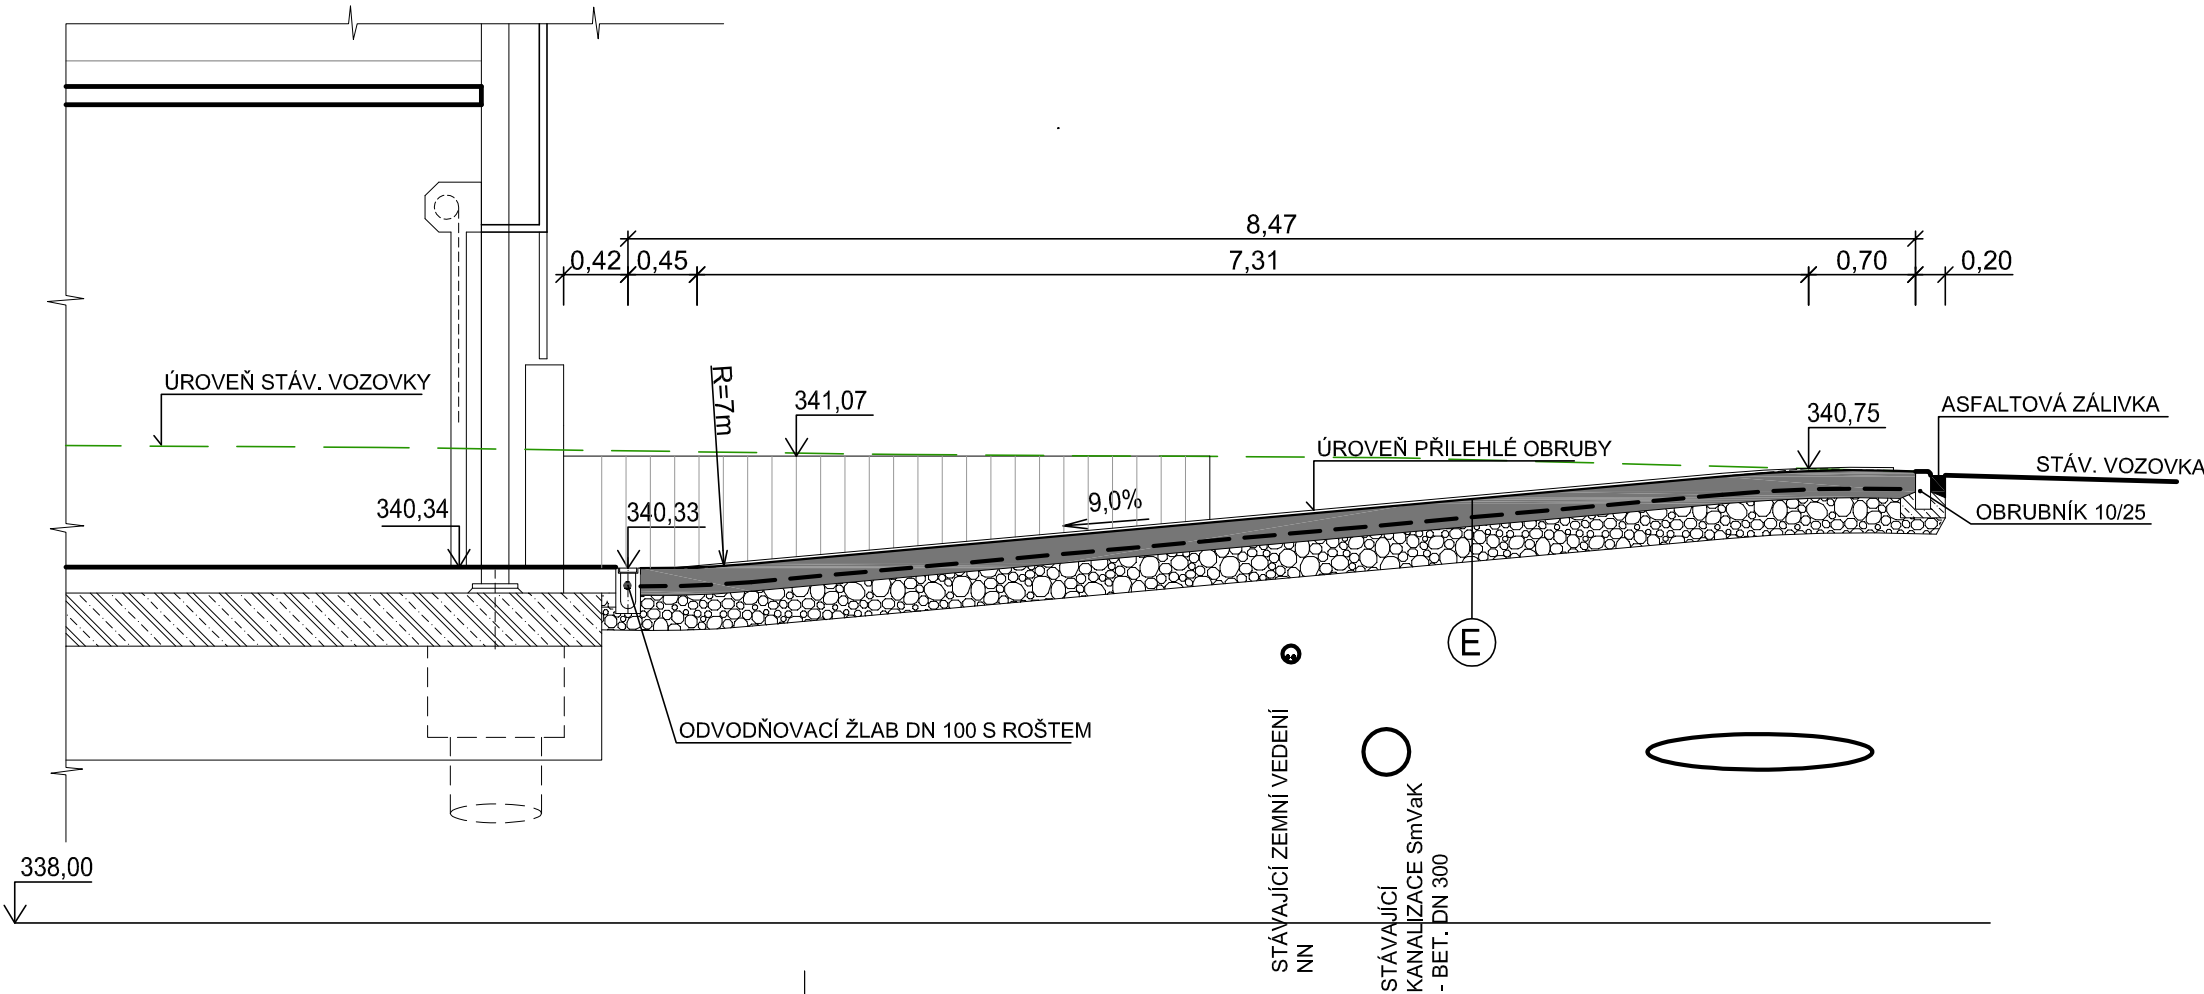 8,47
0,42
0,45
7,31
0,70
0,20
ÚROVEŇ STÁV. VOZOVKY
R=7m
341,07
340,75
ASFALTOVÁ ZÁLIVKA
ÚROVEŇ PŘILEHLÉ OBRUBY
STÁV. VOZOVKA
340,34
340,33
9,0%
OBRUBNÍK 10/25
E
ODVODŇOVACÍ ŽLAB DN 100 S ROŠTEM
338,00
STÁVAJÍCÍ ZEMNÍ VEDENÍ
NN
STÁVAJÍCÍ
KANALIZACE SmVaK
- BET. DN 300